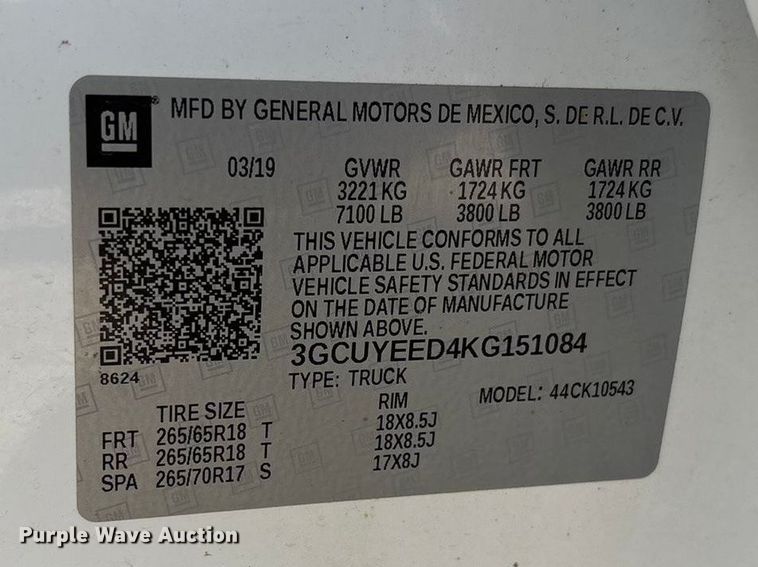 GM
MFD BY GENERAL MOTORS DE MEXICO, S. DE R.L. DE C.V.
03/19 GVWR GAWR FRT GAWR RR
3221 KG 1724 KG 1724 KG
7100 LB 3800 LB 3800 LB
THIS VEHICLE CONFORMS TO ALL
APPLICABLE U.S. FEDERAL MOTOR
VEHICLE SAFETY STANDARDS IN EFFECT
ON THE DATE OF MANUFACTURE
SHOWN ABOVE.
3GCUYEED4KG151084
8624
TYPE: TRUCK MODEL: 44CK10543
TIRE SIZE RIM
FRT 265/65R18 T 18X8.5J
RR 265/65R18 T 18X8.5J
SPA 265/70R17 S 17X8J
Purple Wave Auction